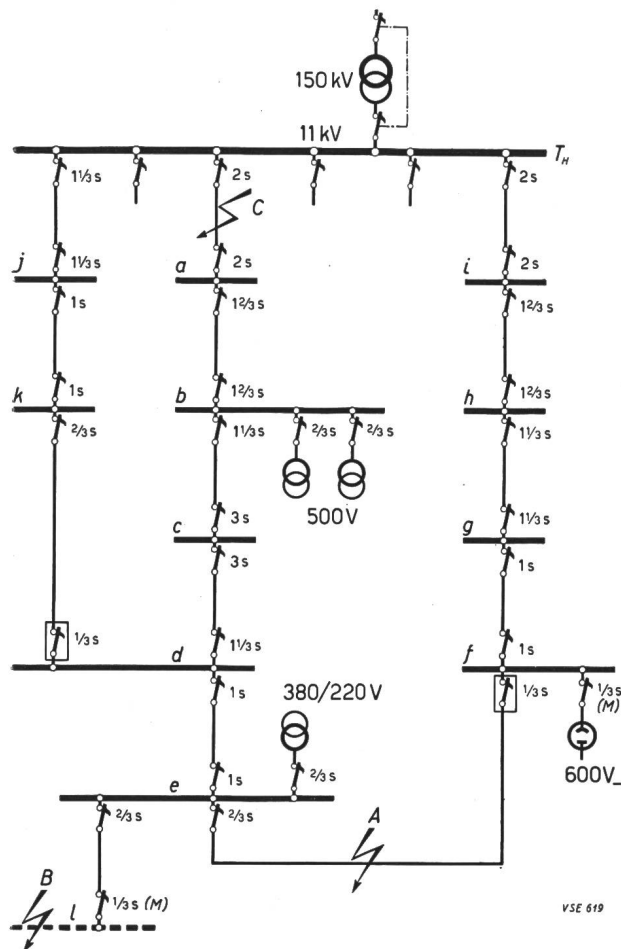 150 kV
11 kV
T_H
1⅓ s
2 s
2 s
C
1⅓ s
2 s
2 s
j
a
i
1 s
1⅔ s
1⅔ s
1 s
1⅔ s
1⅔ s
k
b
h
⅔ s
1⅓ s
⅔ s
⅔ s
1⅓ s
500 V
3 s
1⅓ s
c
g
3 s
1 s
⅓ s
1⅓ s
1 s
d
f
1 s
380/220 V
⅓ s
⅓ s
(M)
1 s
⅔ s
600 V_
e
⅔ s
⅔ s
A
B
⅓ s (M)
l
VSE 619